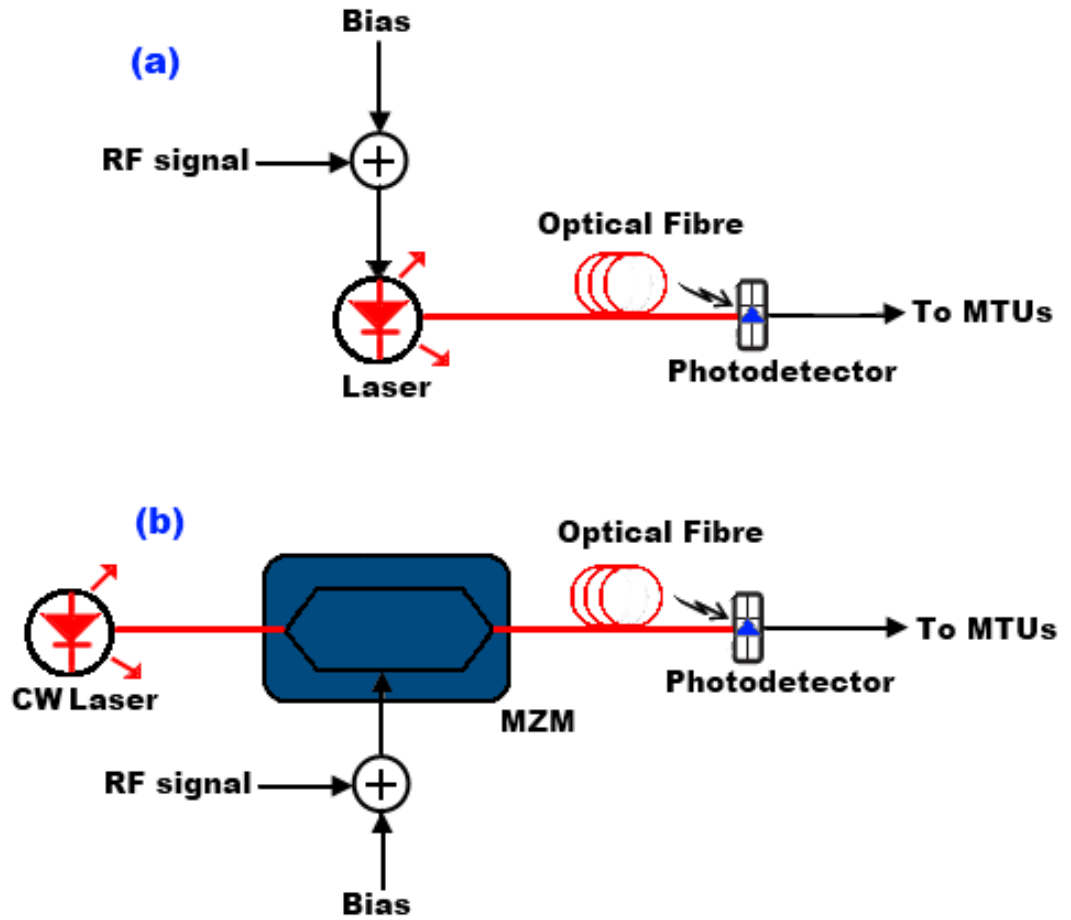 Bias
(a)
RF signal
Optical Fibre
To MTUs
Photodetector
Laser
(b)
Optical Fibre
To MTUs
CW Laser
Photodetector
MZM
RF signal
Bias